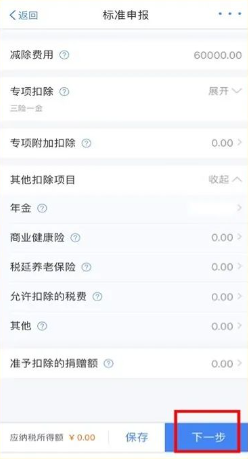 返回
标准申报
减除费用 60000.00
专项扣除 展开
三险一金
专项附加扣除 0.00
其他扣除项目 收起
年金
商业健康险 0.00
税延养老保险 0.00
允许扣除的税费 0.00
其他 0.00
准予扣除的捐赠额 0.00
应纳税所得额 ¥0.00 保存 下一步